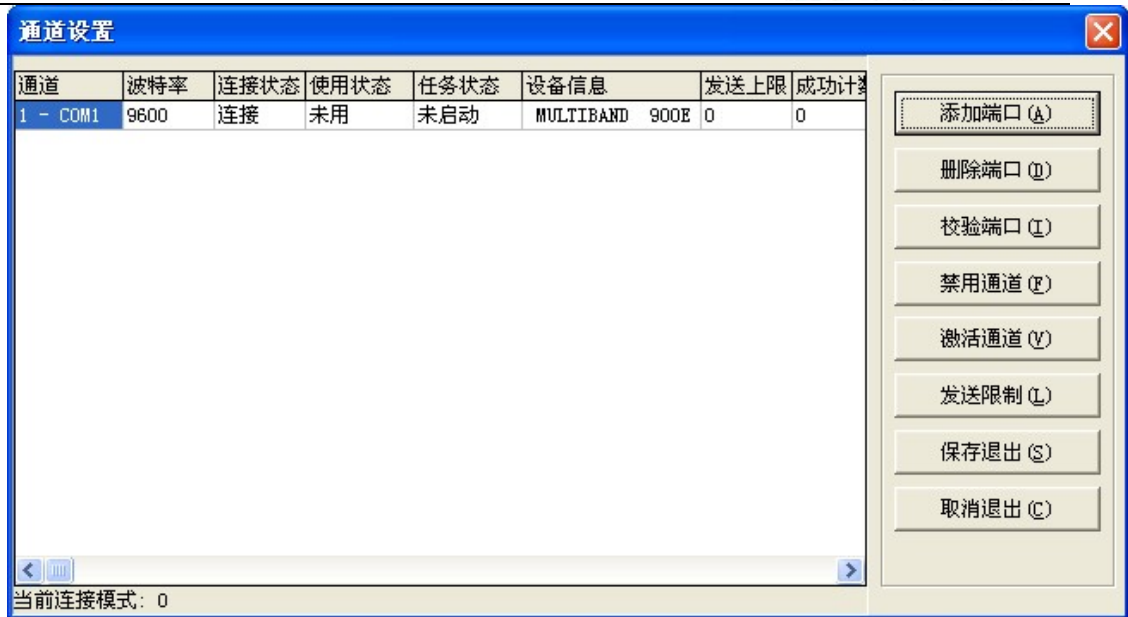 通道设置
通道 波特率 连接状态 使用状态 任务状态 设备信息 发送上限 成功计
1 - COM1 9600 连接 未用 未启动 MULTIBAND 900E 0 0
添加端口(A)
删除端口(D)
校验端口(I)
禁用通道(F)
激活通道(V)
发送限制(L)
保存退出(S)
取消退出(C)
当前连接模式: 0